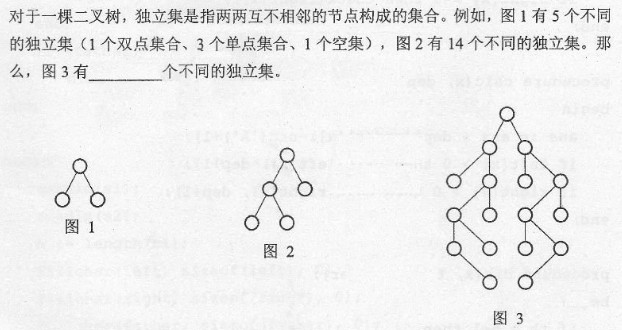 对于一棵二叉树，独立集是指两两互不相邻的节点构成的集合。例如，图1有5个不同
的独立集（1个双点集合、3个单点集合、1个空集），图2有14个不同的独立集。那
么，图3有_________个不同的独立集。
图 1
图 2
图 3